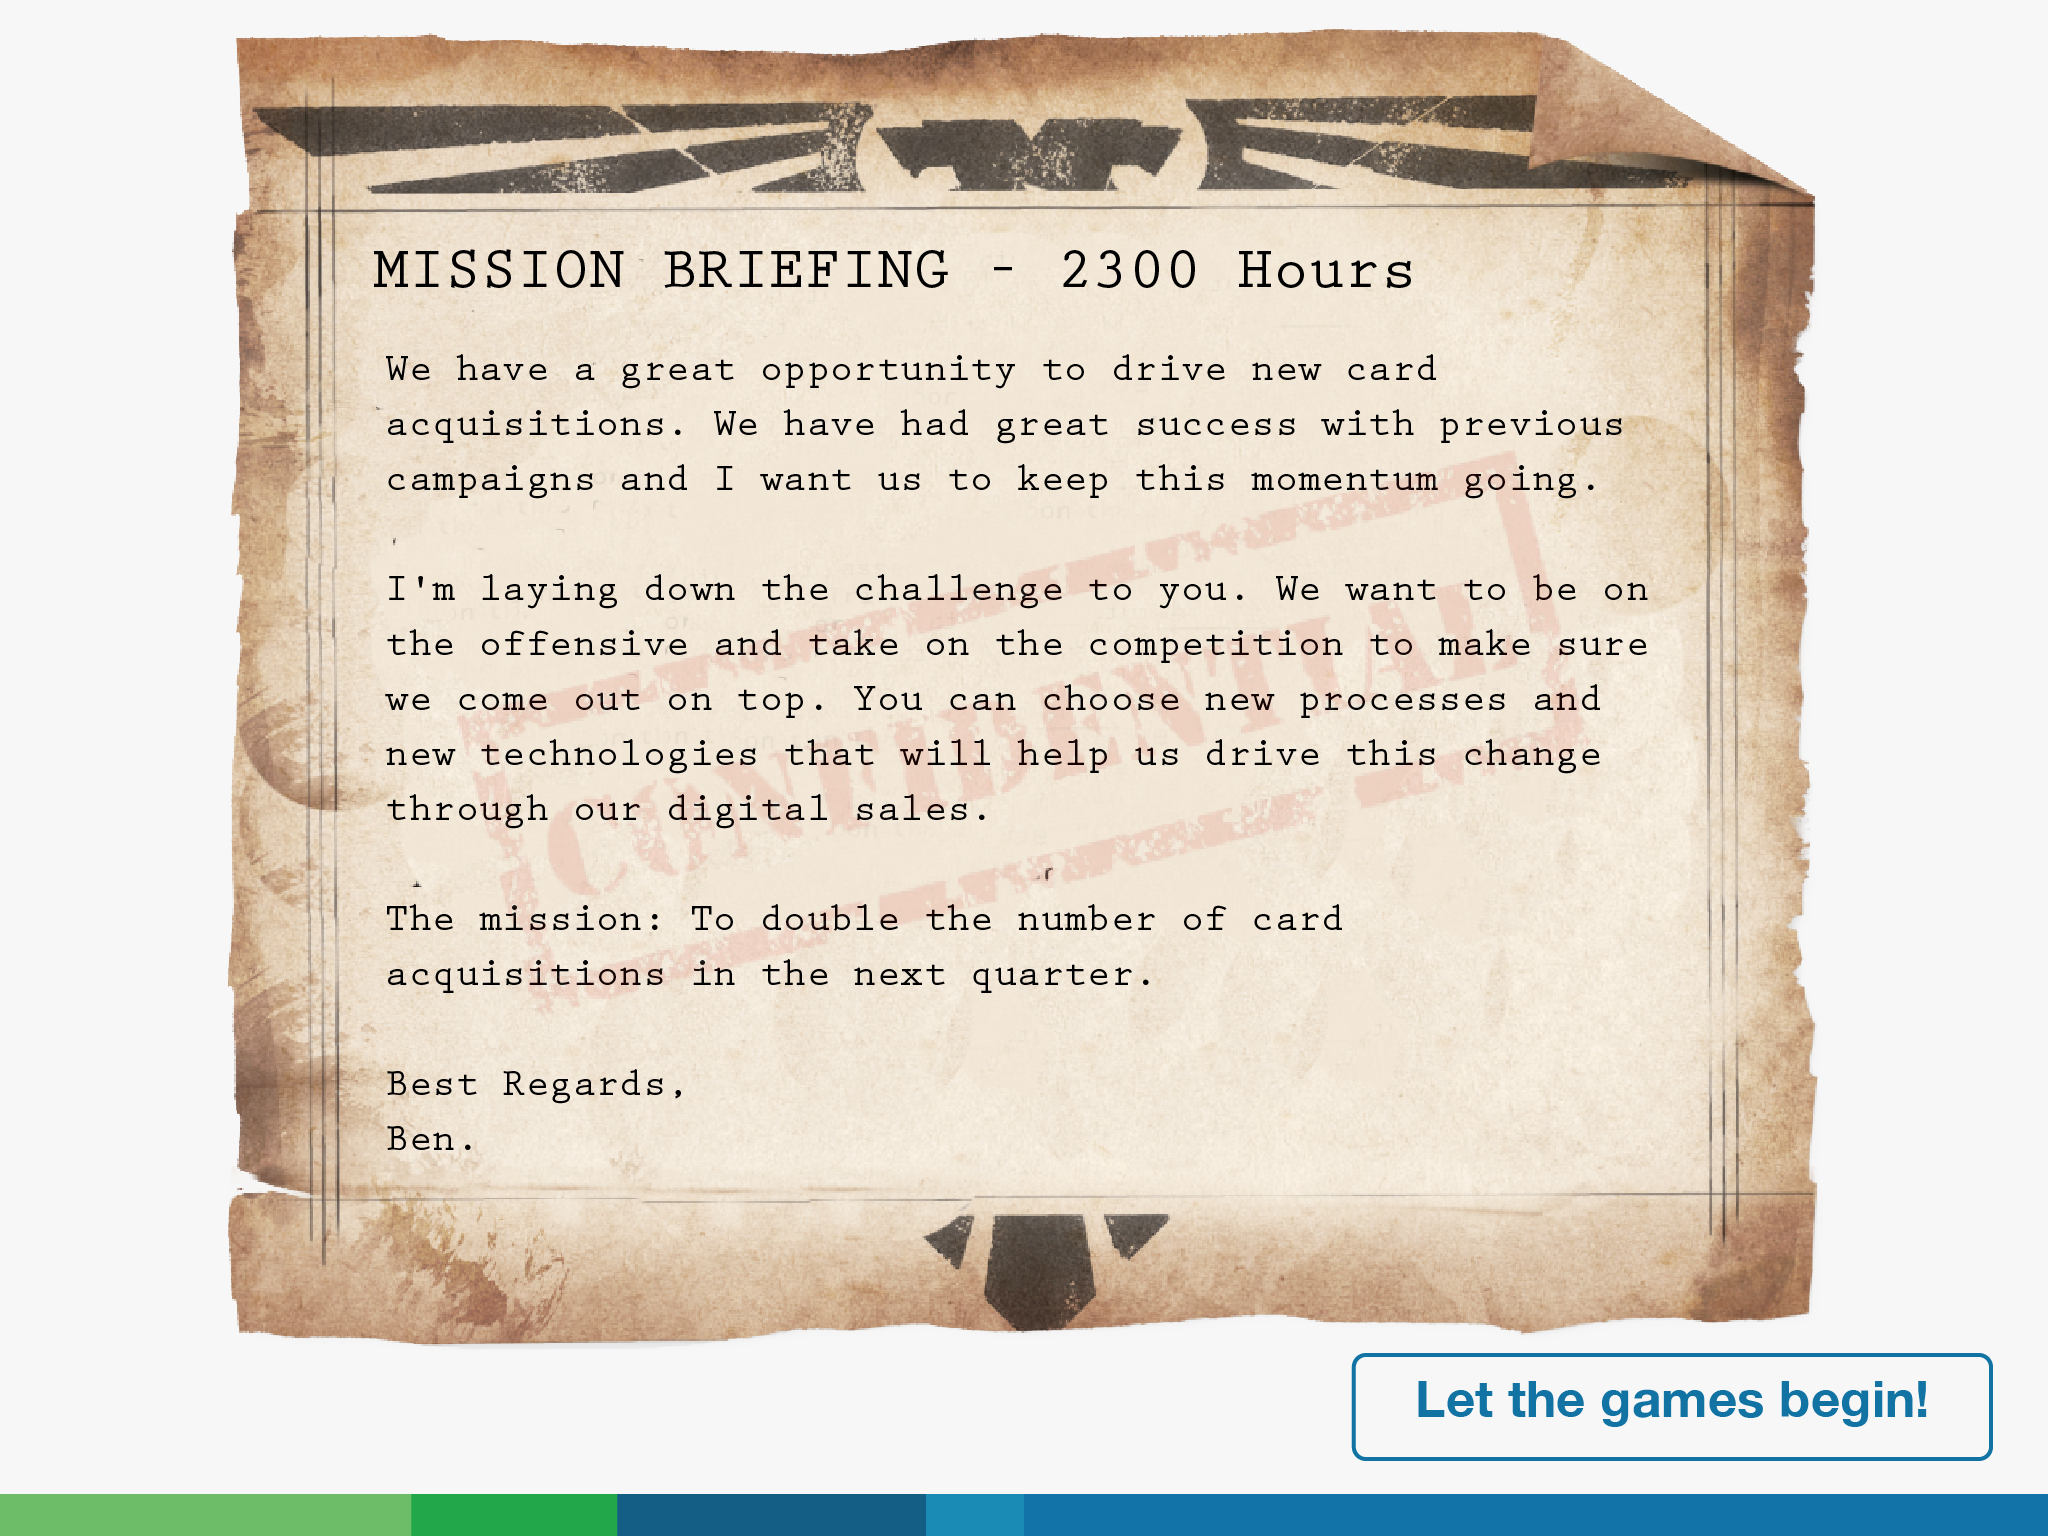 MISSION BRIEFING - 2300 Hours
We have a great opportunity to drive new card
acquisitions. We have had great success with previous
campaigns and I want us to keep this momentum going.
I'm laying down the challenge to you. We want to be on
the offensive and take on the competition to make sure
we come out on top. You can choose new processes and
new technologies that will help us drive this change
through our digital sales.
CONFIDENTIAL
The mission: To double the number of card
acquisitions in the next quarter.
Best Regards,
Ben.
Let the games begin!